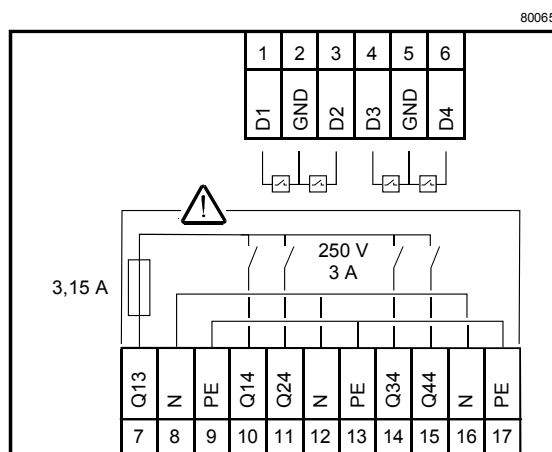 80065
1 2 3 4 5 6
D1 GND D2 D3 GND D4
250 V
3 A
3,15 A
Q13 N PE Q14 Q24 N PE Q34 Q44 N PE
7 8 9 10 11 12 13 14 15 16 17